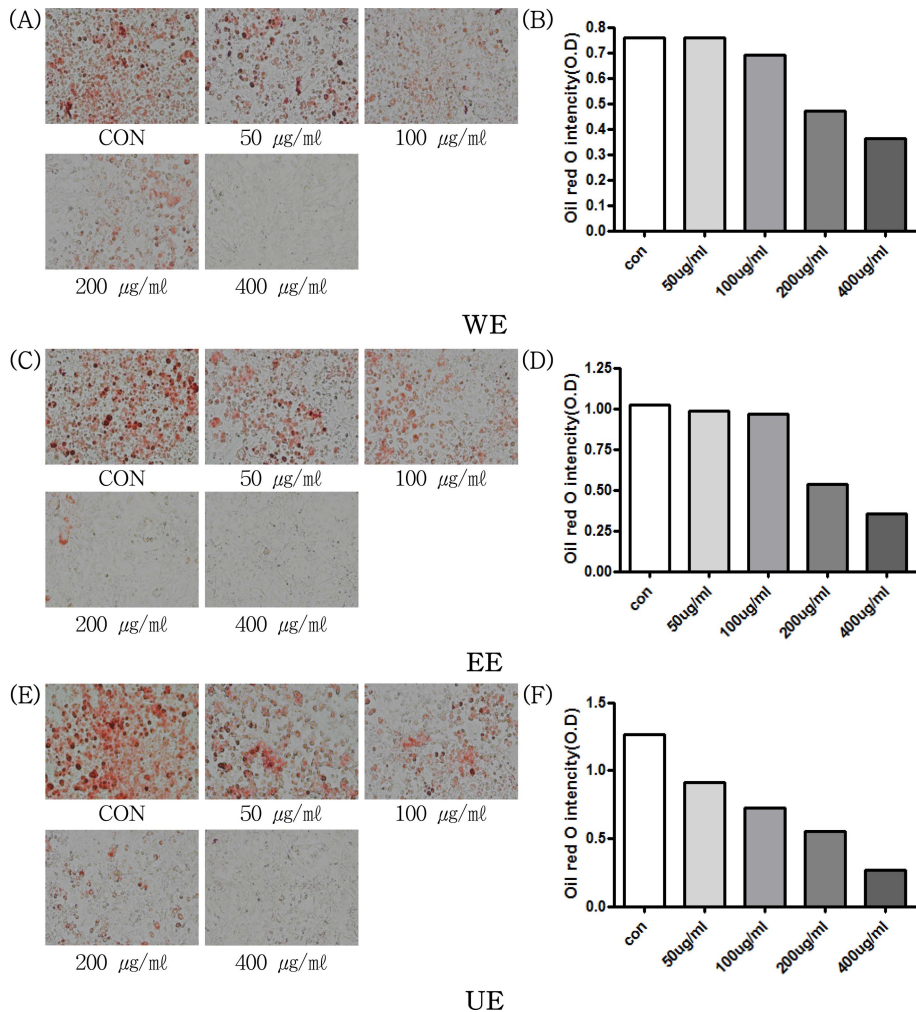 (A)
CON 50 μg/㎖ 100 μg/㎖
200 μg/㎖ 400 μg/㎖
(B)
Oil red O intencity(O.D)
0.8
0.7
0.6
0.5
0.4
0.3
0.2
0.1
0.0
con 50ug/ml 100ug/ml 200ug/ml 400ug/ml
WE
(C)
CON 50 μg/㎖ 100 μg/㎖
200 μg/㎖ 400 μg/㎖
(D)
Oil red O intencity(O.D)
1.25
1.00
0.75
0.50
0.25
0.00
con 50ug/ml 100ug/ml 200ug/ml 400ug/ml
EE
(E)
CON 50 μg/㎖ 100 μg/㎖
200 μg/㎖ 400 μg/㎖
(F)
Oil red O intencity(O.D)
1.5
1.0
0.5
0.0
con 50ug/ml 100ug/ml 200ug/ml 400ug/ml
UE